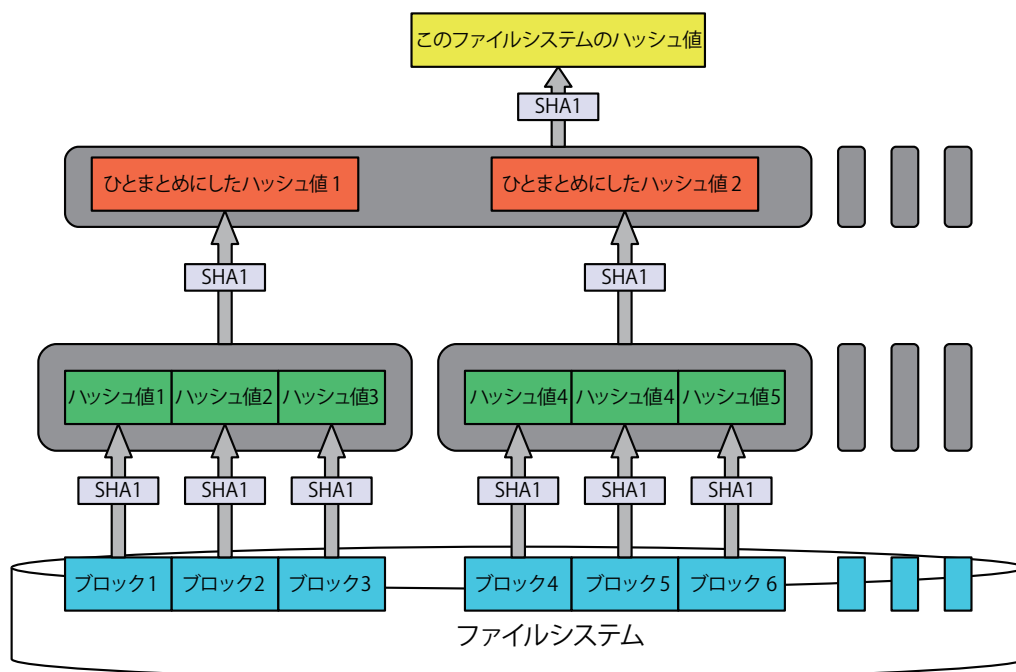 このファイルシステムのハッシュ値
SHA1
ひとまとめにしたハッシュ値1 ひとまとめにしたハッシュ値2
SHA1 SHA1
ハッシュ値1 ハッシュ値2 ハッシュ値3 ハッシュ値4 ハッシュ値4 ハッシュ値5
SHA1 SHA1 SHA1 SHA1 SHA1 SHA1
ブロック1 ブロック2 ブロック3 ブロック4 ブロック5 ブロック6
ファイルシステム